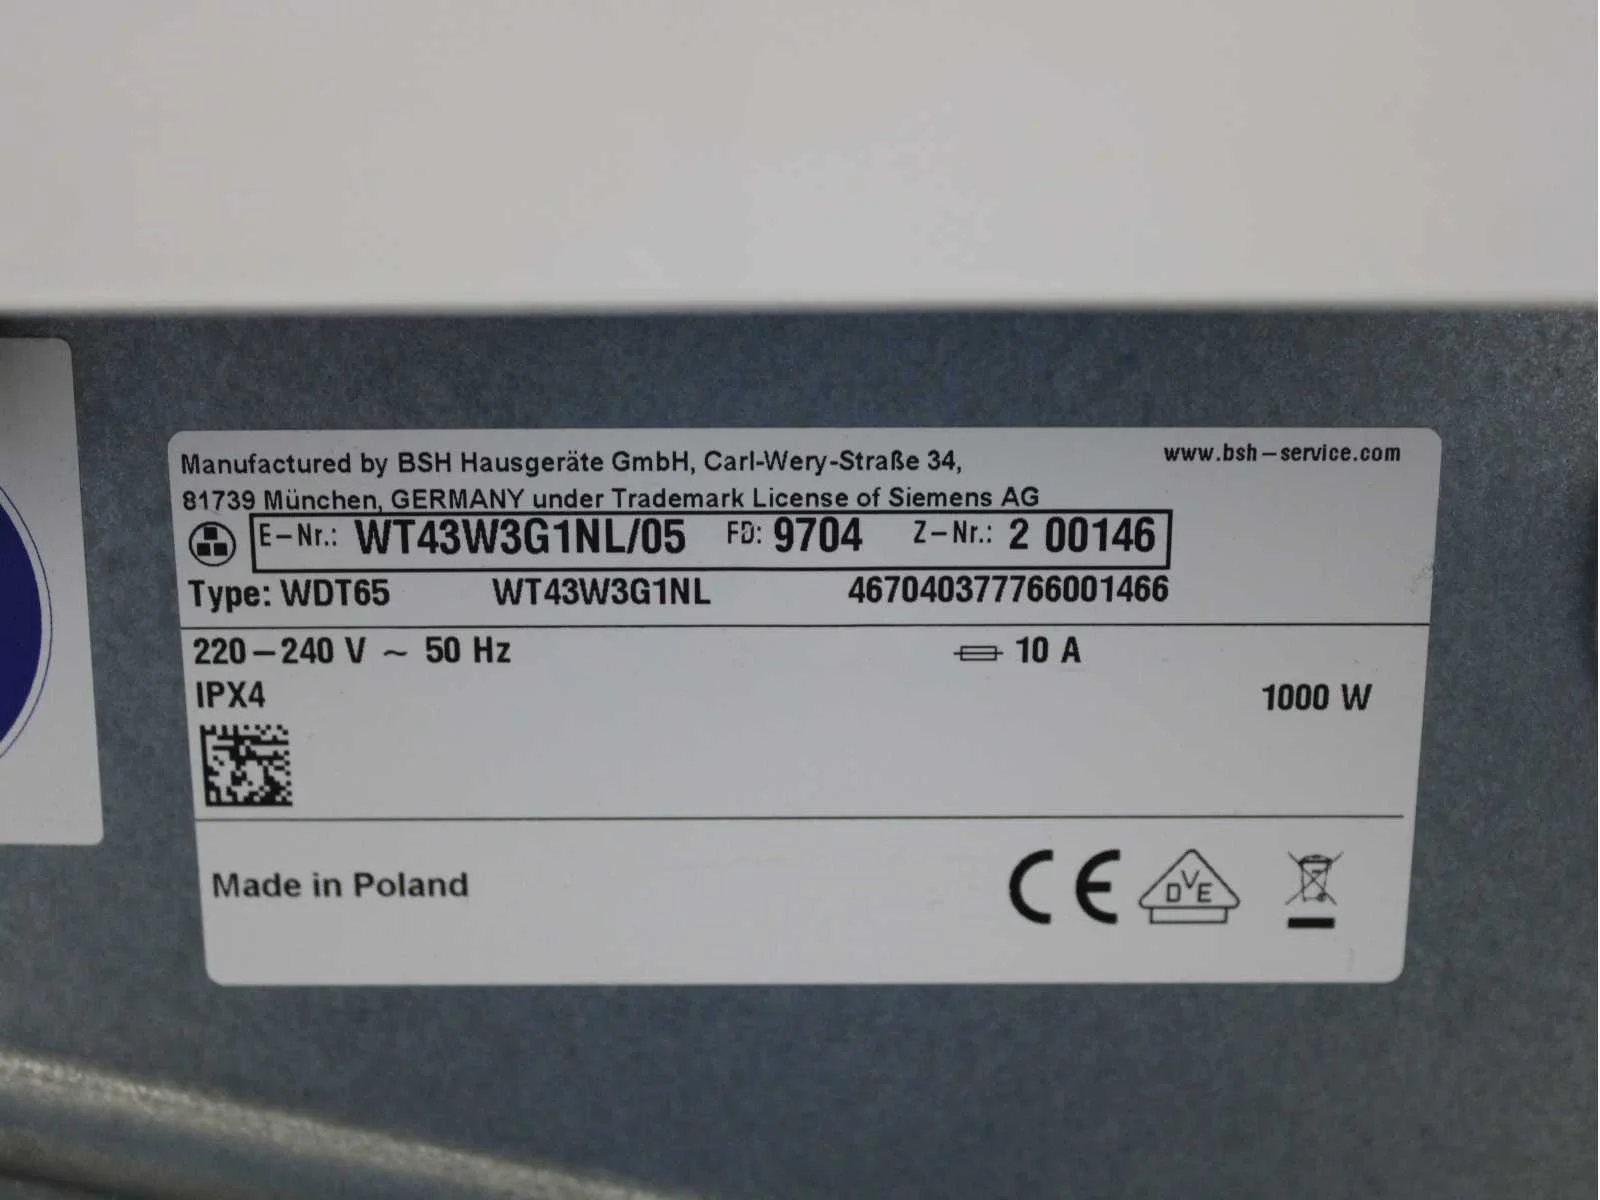 Manufactured by BSH Hausgeräte GmbH, Carl-Wery-Straße 34,
www.bsh-service.com
81739 München, GERMANY under Trademark License of Siemens AG
E-Nr.: WT43W3G1NL/05 FD: 9704 Z-Nr.: 2 00146
Type: WDT65 WT43W3G1NL 467040377766001466
220-240 V ~ 50 Hz 10 A
IPX4 1000 W
Made in Poland
CE DVE